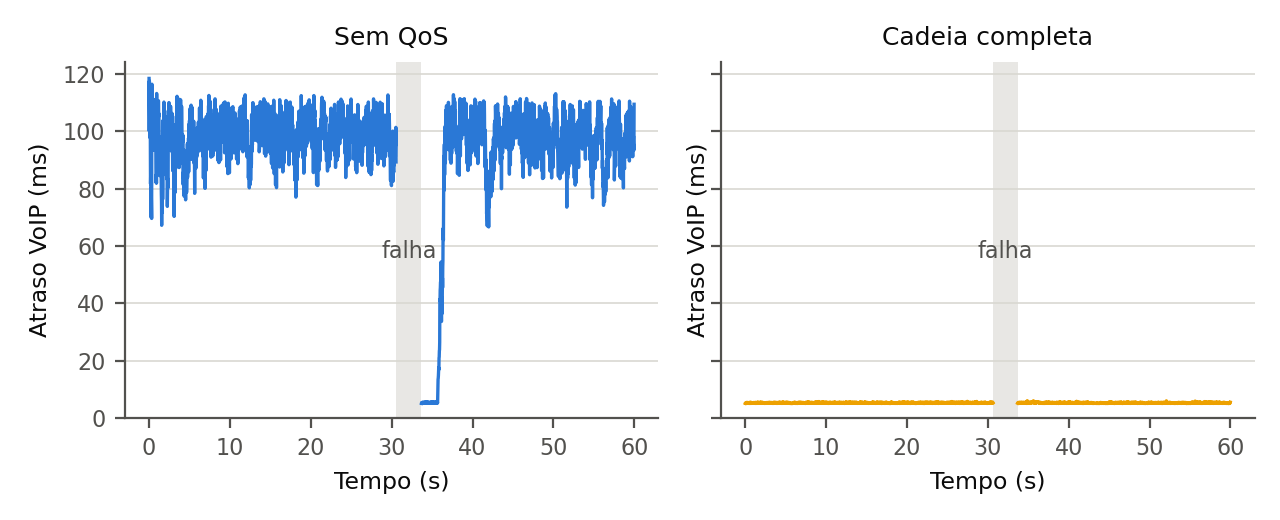 Sem QoS
Atraso VoIP (ms)
120
100
80
60
40
20
0
falha
0 10 20 30 40 50 60
Tempo (s)
Cadeia completa
Atraso VoIP (ms)
falha
0 10 20 30 40 50 60
Tempo (s)